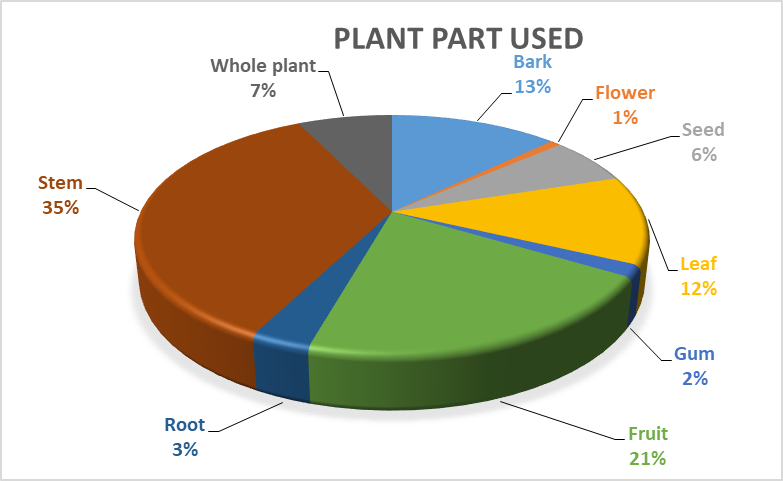 PLANT PART USED
Bark
13%
Flower
1%
Seed
6%
Leaf
12%
Gum
2%
Fruit
21%
Root
3%
Stem
35%
Whole plant
7%